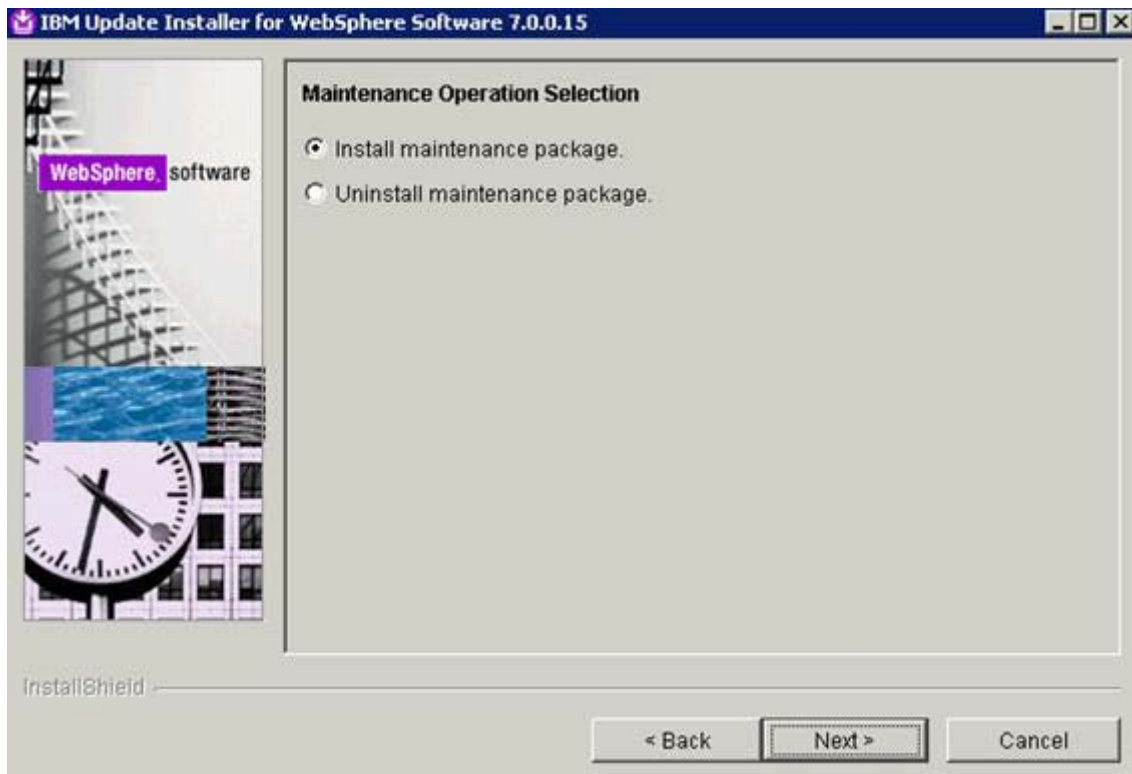 IBM Update Installer for WebSphere Software 7.0.0.15
Maintenance Operation Selection
Install maintenance package.
Uninstall maintenance package.
WebSphere. software
InstallShield
< Back
Next >
Cancel